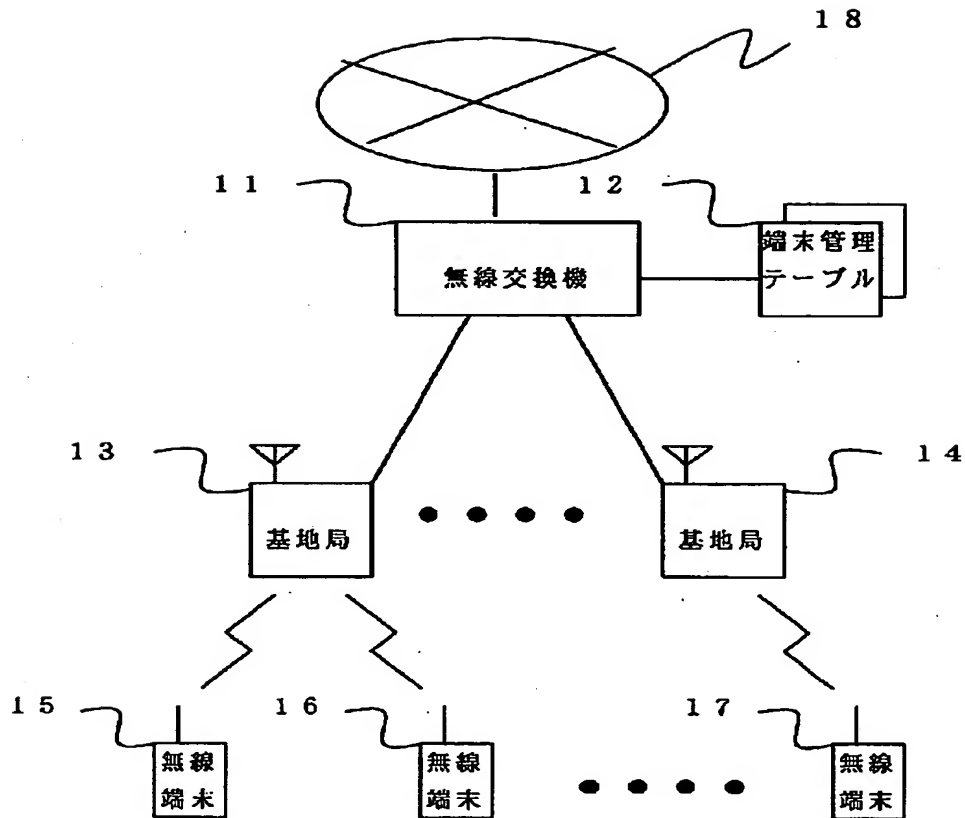 １８
１１
１２
無線交換機
端末管理
テーブル
１３
１４
基地局
基地局
１５
１６
１７
無線
端末
無線
端末
無線
端末